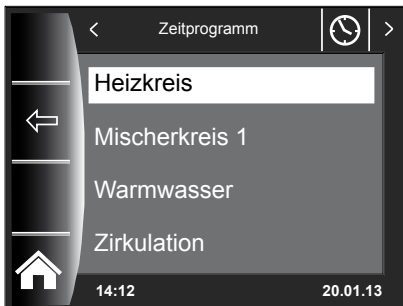 Zeitprogramm
Heizkreis
Mischerkreis 1
Warmwasser
Zirkulation
14:12 20.01.13